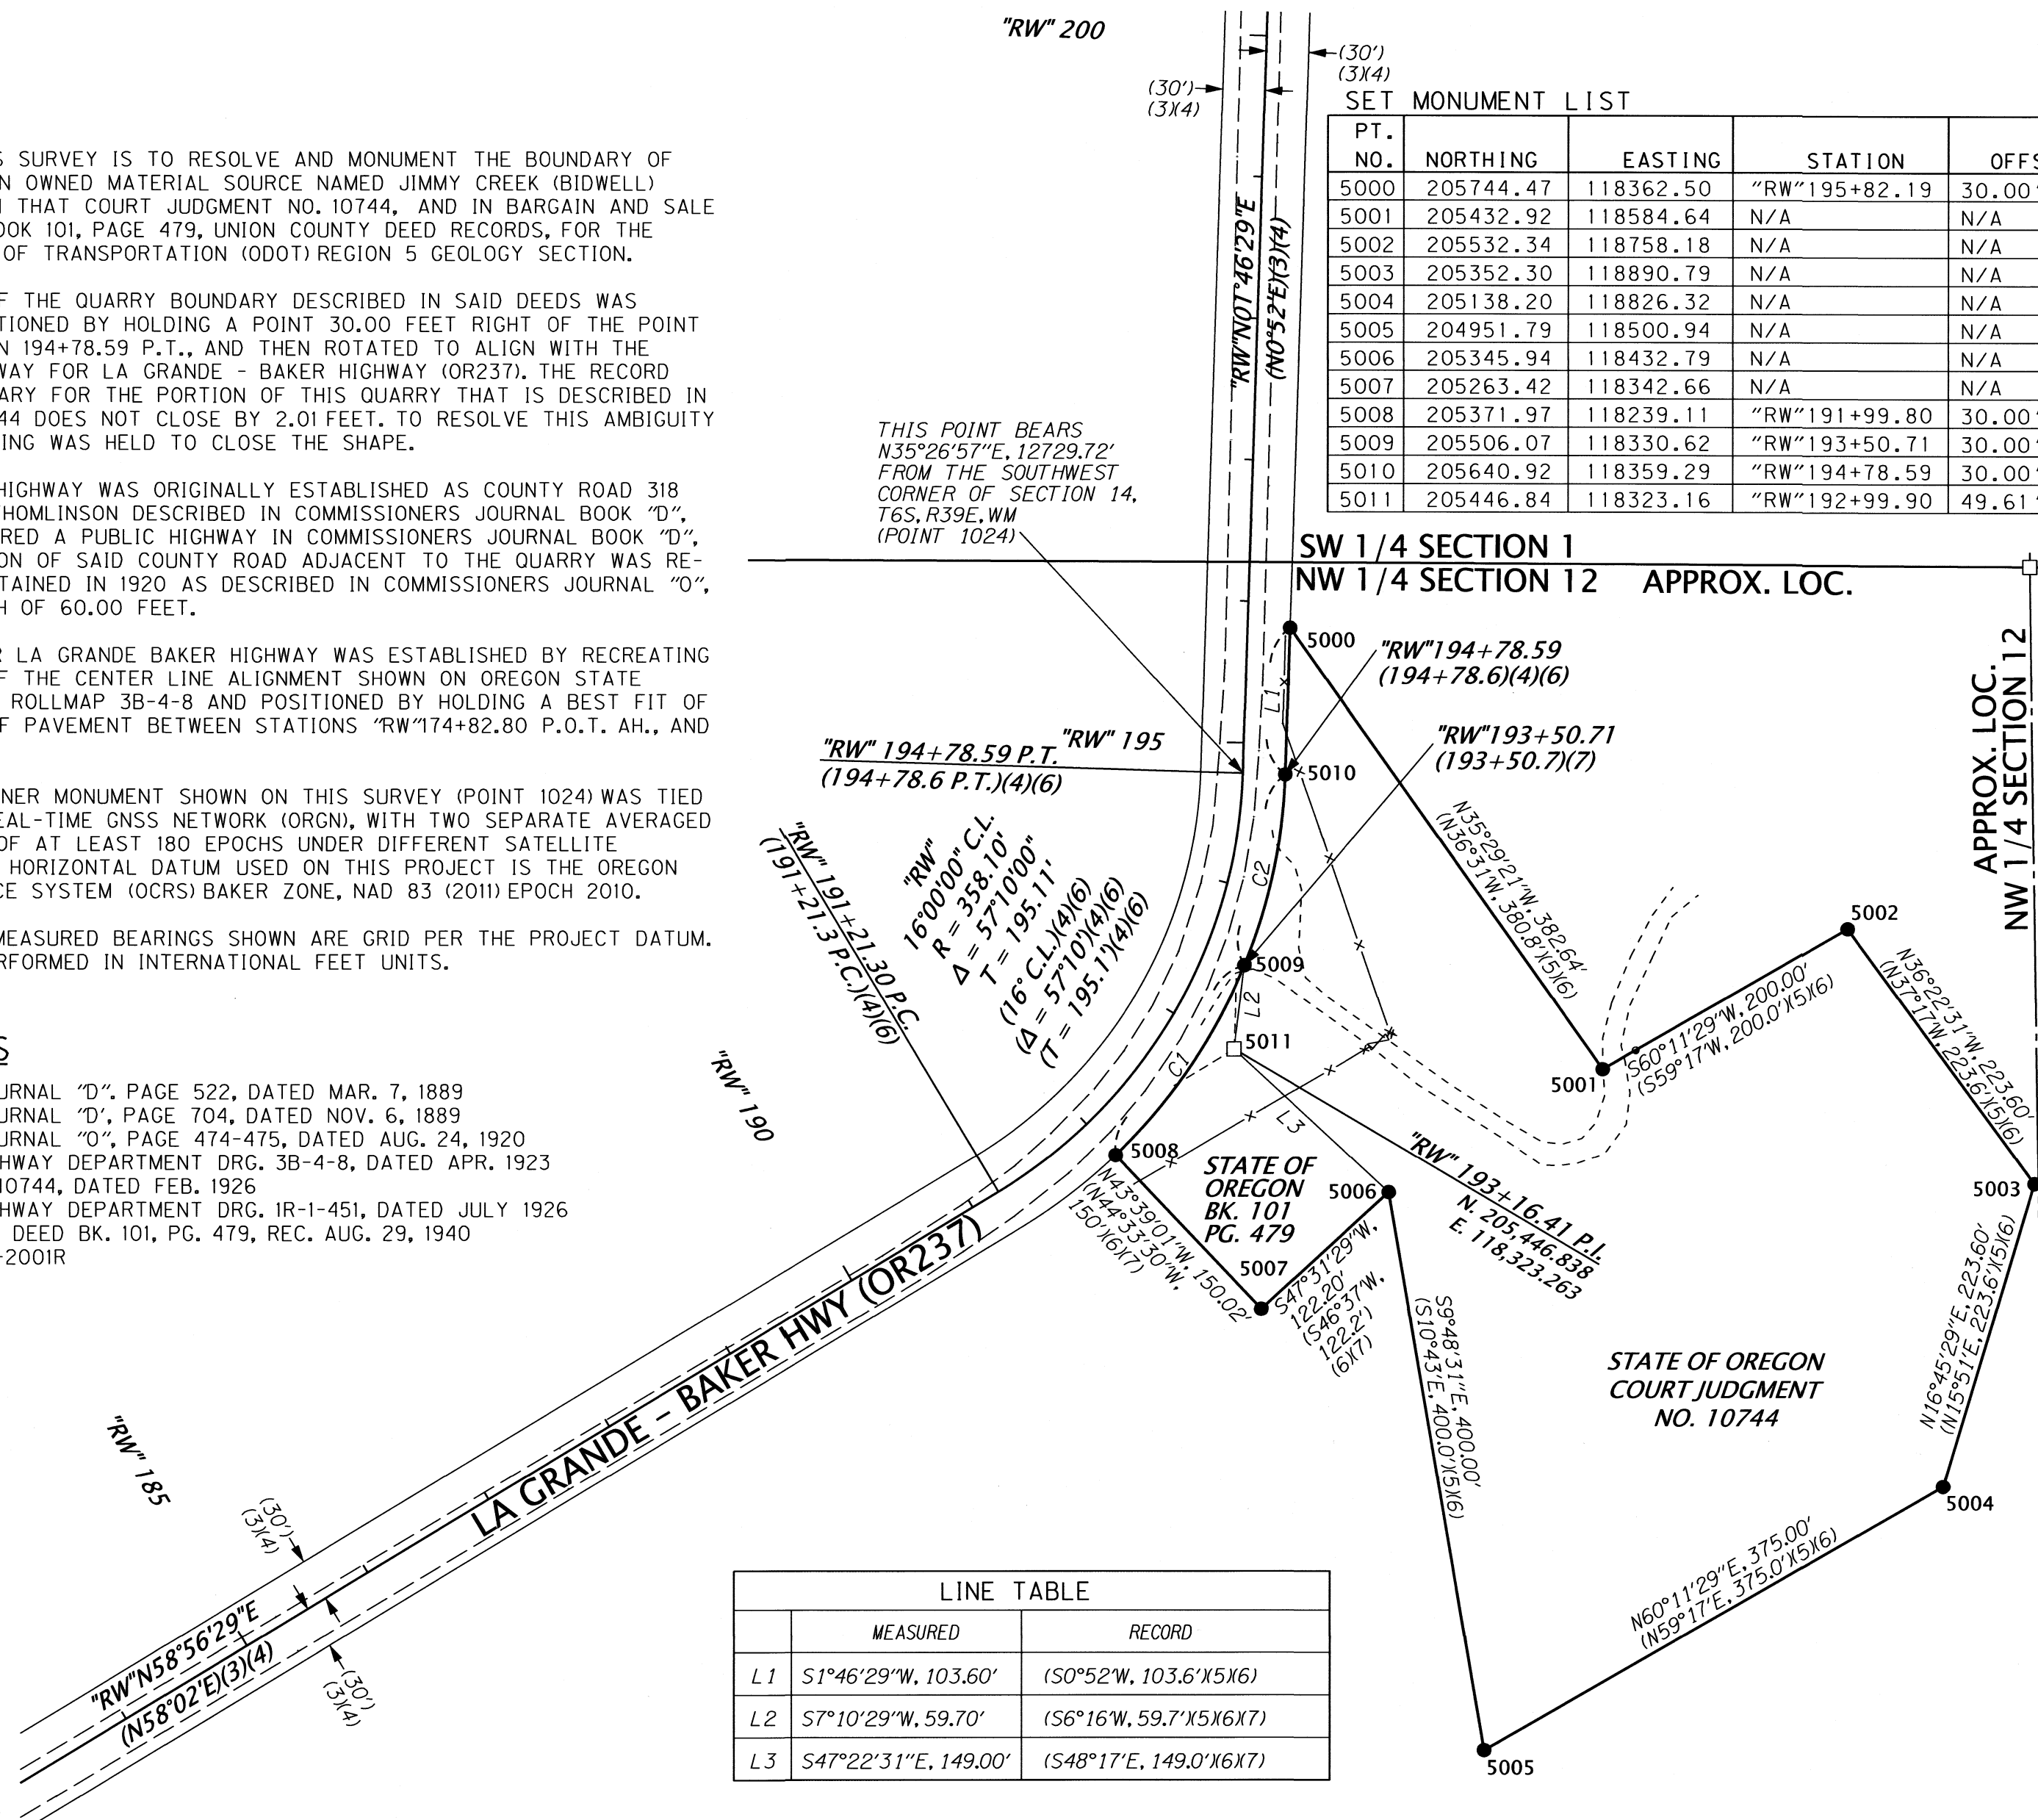 S SURVEY IS TO RESOLVE AND MONUMENT THE BOUNDARY OF
N OWNED MATERIAL SOURCE NAMED JIMMY CREEK (BIDWELL)
THAT COURT JUDGMENT NO. 10744, AND IN BARGAIN AND SALE
OOK 101, PAGE 479, UNION COUNTY DEED RECORDS, FOR THE
OF TRANSPORTATION (ODOT) REGION 5 GEOLOGY SECTION.
F THE QUARRY BOUNDARY DESCRIBED IN SAID DEEDS WAS
TIONED BY HOLDING A POINT 30.00 FEET RIGHT OF THE POINT
N 194+78.59 P.T., AND THEN ROTATED TO ALIGN WITH THE
WAY FOR LA GRANDE - BAKER HIGHWAY (OR237). THE RECORD
ARY FOR THE PORTION OF THIS QUARRY THAT IS DESCRIBED IN
44 DOES NOT CLOSE BY 2.01 FEET. TO RESOLVE THIS AMBIGUITY
ING WAS HELD TO CLOSE THE SHAPE.
HIGHWAY WAS ORIGINALLY ESTABLISHED AS COUNTY ROAD 318
THOMLINSON DESCRIBED IN COMMISSIONERS JOURNAL BOOK "D",
RED A PUBLIC HIGHWAY IN COMMISSIONERS JOURNAL BOOK "D",
ON OF SAID COUNTY ROAD ADJACENT TO THE QUARRY WAS RE-
TAINED IN 1920 AS DESCRIBED IN COMMISSIONERS JOURNAL "O",
H OF 60.00 FEET.
R LA GRANDE BAKER HIGHWAY WAS ESTABLISHED BY RECREATING
F THE CENTER LINE ALIGNMENT SHOWN ON OREGON STATE
ROLLMAP 3B-4-8 AND POSITIONED BY HOLDING A BEST FIT OF
F PAVEMENT BETWEEN STATIONS "RW"174+82.80 P.O.T. AH., AND
NER MONUMENT SHOWN ON THIS SURVEY (POINT 1024) WAS TIED
EAL-TIME GNSS NETWORK (ORGN), WITH TWO SEPARATE AVERAGED
OF AT LEAST 180 EPOCHS UNDER DIFFERENT SATELLITE
HORIZONTAL DATUM USED ON THIS PROJECT IS THE OREGON
CE SYSTEM (OCRS) BAKER ZONE, NAD 83 (2011) EPOCH 2010.
MEASURED BEARINGS SHOWN ARE GRID PER THE PROJECT DATUM.
RFORMED IN INTERNATIONAL FEET UNITS.
S
URNAL "D". PAGE 522, DATED MAR. 7, 1889
URNAL "D', PAGE 704, DATED NOV. 6, 1889
URNAL "O", PAGE 474-475, DATED AUG. 24, 1920
HWAY DEPARTMENT DRG. 3B-4-8, DATED APR. 1923
10744, DATED FEB. 1926
HWAY DEPARTMENT DRG. 1R-1-451, DATED JULY 1926
DEED BK. 101, PG. 479, REC. AUG. 29, 1940
-2001R
"RW" 200
(30')
(3)(4)
(30')
(3)(4)
"RW"N01°46'29"E
(N0°52'E)(3)(4)
SET MONUMENT LIST
PT. NO. NORTHING EASTING STATION OFFS
5000 205744.47 118362.50 "RW"195+82.19 30.00'
5001 205432.92 118584.64 N/A N/A
5002 205532.34 118758.18 N/A N/A
5003 205352.30 118890.79 N/A N/A
5004 205138.20 118826.32 N/A N/A
5005 204951.79 118500.94 N/A N/A
5006 205345.94 118432.79 N/A N/A
5007 205263.42 118342.66 N/A N/A
5008 205371.97 118239.11 "RW"191+99.80 30.00'
5009 205506.07 118330.62 "RW"193+50.71 30.00'
5010 205640.92 118359.29 "RW"194+78.59 30.00'
5011 205446.84 118323.16 "RW"192+99.90 49.61'
THIS POINT BEARS
N35°26'57"E, 12729.72'
FROM THE SOUTHWEST
CORNER OF SECTION 14,
T6S, R39E, WM
(POINT 1024)
SW 1/4 SECTION 1
NW 1/4 SECTION 12 APPROX. LOC.
APPROX. LOC.
NW 1/4 SECTION 12
5000
L1
"RW"194+78.59
(194+78.6)(4)(6)
"RW"193+50.71
(193+50.7)(7)
"RW" 195
"RW" 194+78.59 P.T.
(194+78.6 P.T.)(4)(6)
5010
"RW" 191+21.30 P.C.
(191+21.3 P.C.)(4)(6)
"RW"
16°00'00" C.L.
R = 358.10'
Δ = 57°10'00"
T = 195.11'
(16° C.L.)(4)(6)
(Δ = 57°10')(4)(6)
(T = 195.1')(4)(6)
C2
5009
L2
5011
C1
L3
N35°29'21"W, 382.64'
(N36°31'W, 380.8')(5)(6)
5001
S60°11'29"W, 200.00'
(S59°17'W, 200.0')(5)(6)
5002
N36°22'31"W, 223.60'
(N37°17'W, 223.6')(5)(6)
5003
N16°45'29"E, 223.60'
(N15°51'E, 223.6')(5)(6)
5004
N60°11'29"E, 375.00'
(N59°17'E, 375.0')(5)(6)
5005
S9°48'31"E, 400.00'
(S10°43'E, 400.0')(5)(6)
5006
"RW" 193+16.41 P.I.
N. 205,446.838
E. 118,323.263
5008
STATE OF
OREGON
BK. 101
PG. 479
N43°39'01"W, 150.02'
(N44°33'30"W,
150')(6)(7)
5007
S47°31'29"W,
122.20'
(S46°37'W,
122.2')
(6)(7)
STATE OF OREGON
COURT JUDGMENT
NO. 10744
"RW" 190
"RW" 185
LA GRANDE - BAKER HWY (OR237)
(30')
(3)(4)
(30')
(3)(4)
"RW"N58°56'29"E
(N58°02'E)(3)(4)
LINE TABLE
MEASURED RECORD
L1 S1°46'29"W, 103.60' (S0°52'W, 103.6')(5)(6)
L2 S7°10'29"W, 59.70' (S6°16'W, 59.7')(5)(6)(7)
L3 S47°22'31"E, 149.00' (S48°17'E, 149.0')(6)(7)